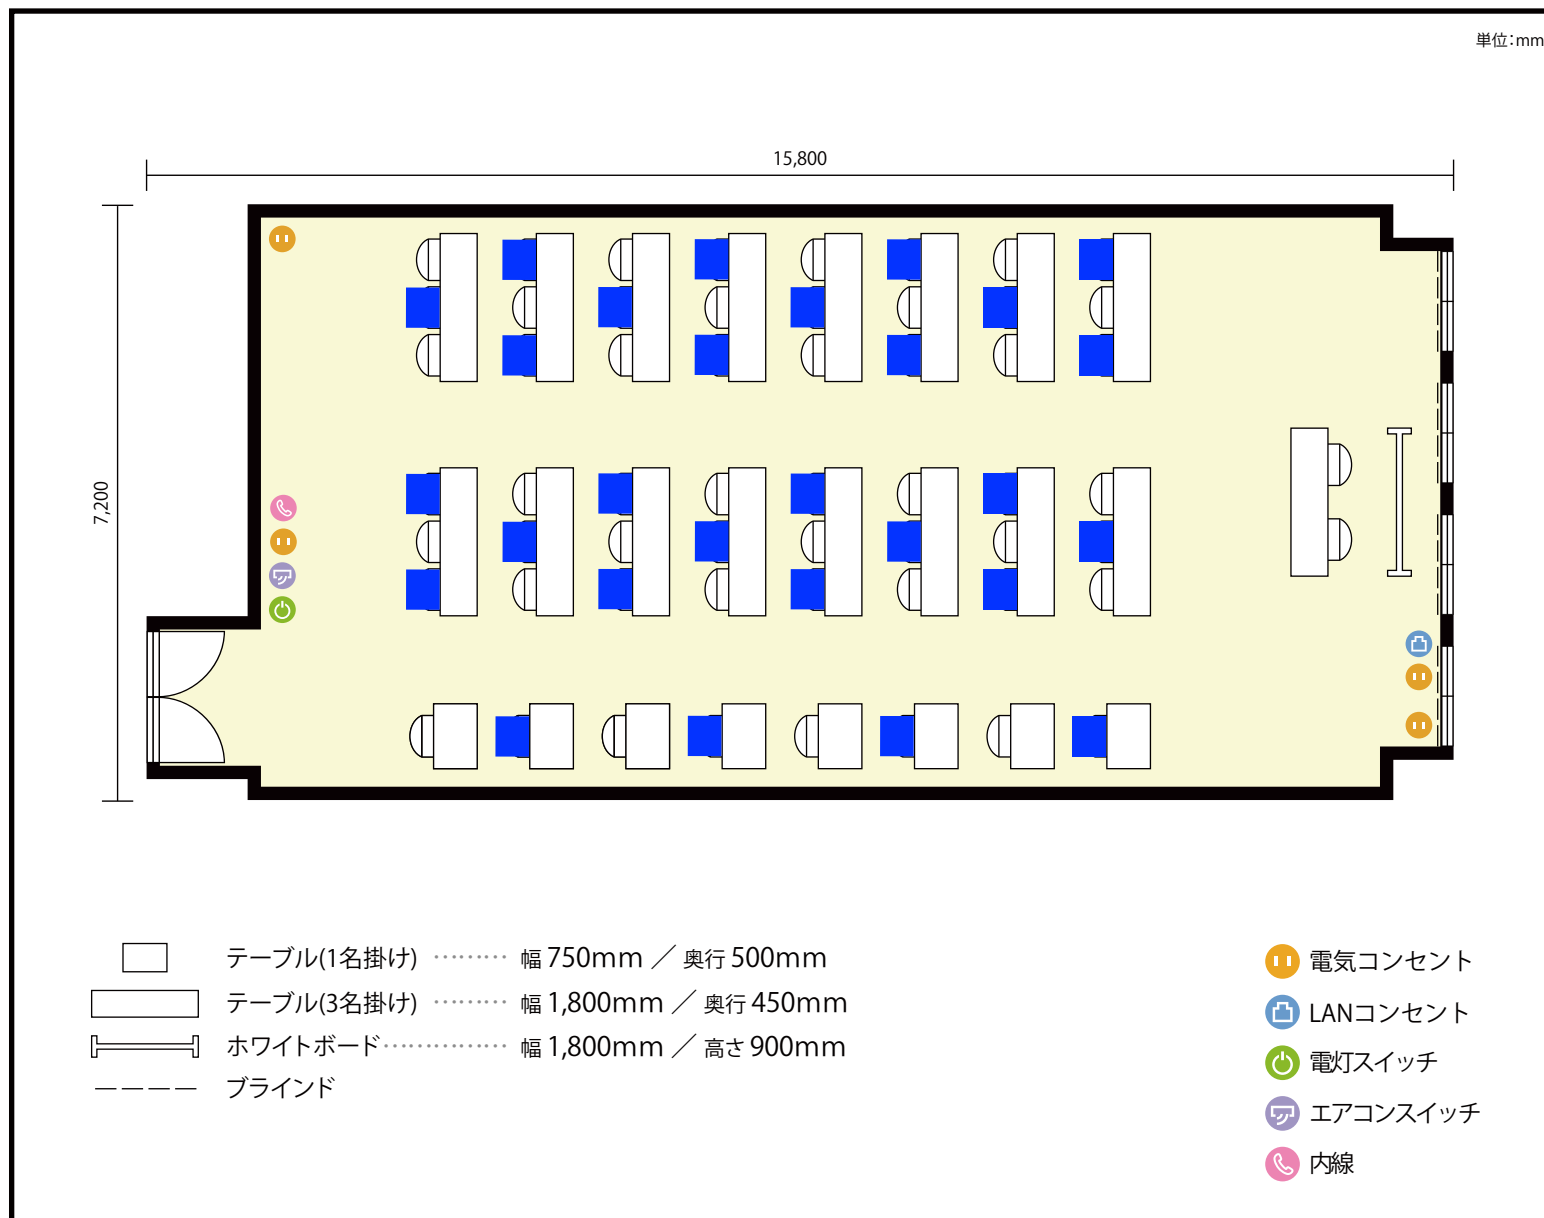 単位：mm
15,800
7,200
テーブル(1名掛け) ……… 幅 750mm ／ 奥行 500mm
テーブル(3名掛け) ……… 幅 1,800mm ／ 奥行 450mm
ホワイトボード…………… 幅 1,800mm ／ 高さ 900mm
ブラインド
電気コンセント
LANコンセント
電灯スイッチ
エアコンスイッチ
内線